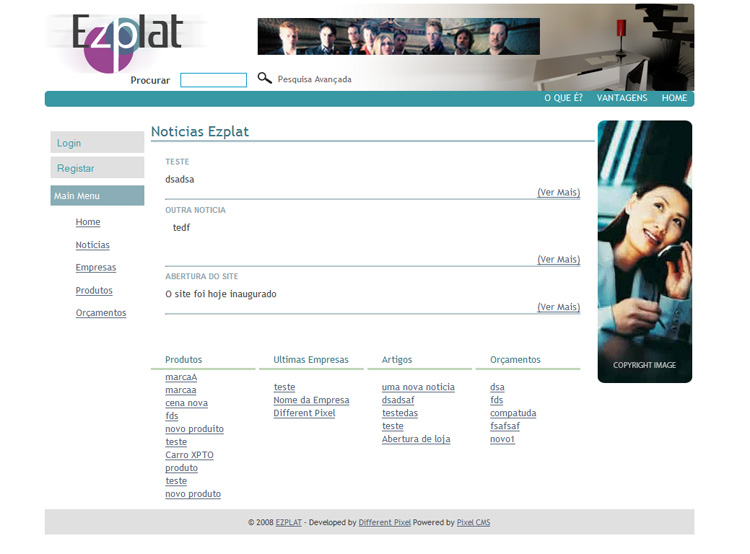 Ezplat
Procurar
Pesquisa Avançada
O QUE É? VANTAGENS HOME
Login
Registar
Main Menu
Home
Noticias
Empresas
Produtos
Orçamentos
Noticias Ezplat
TESTE
dsadsa
(Ver Mais)
OUTRA NOTICIA
tedf
(Ver Mais)
ABERTURA DO SITE
O site foi hoje inaugurado
(Ver Mais)
COPYRIGHT IMAGE
Produtos
marcaA
marcaa
cena nova
fds
novo produito
teste
Carro XPTO
produto
teste
novo produto
Ultimas Empresas
teste
Nome da Empresa
Different Pixel
Artigos
uma nova noticia
dsadsaf
testedas
teste
Abertura de loja
Orçamentos
dsa
fds
compatuda
fsafsaf
novo1
© 2008 EZPLAT - Developed by Different Pixel Powered by Pixel CMS